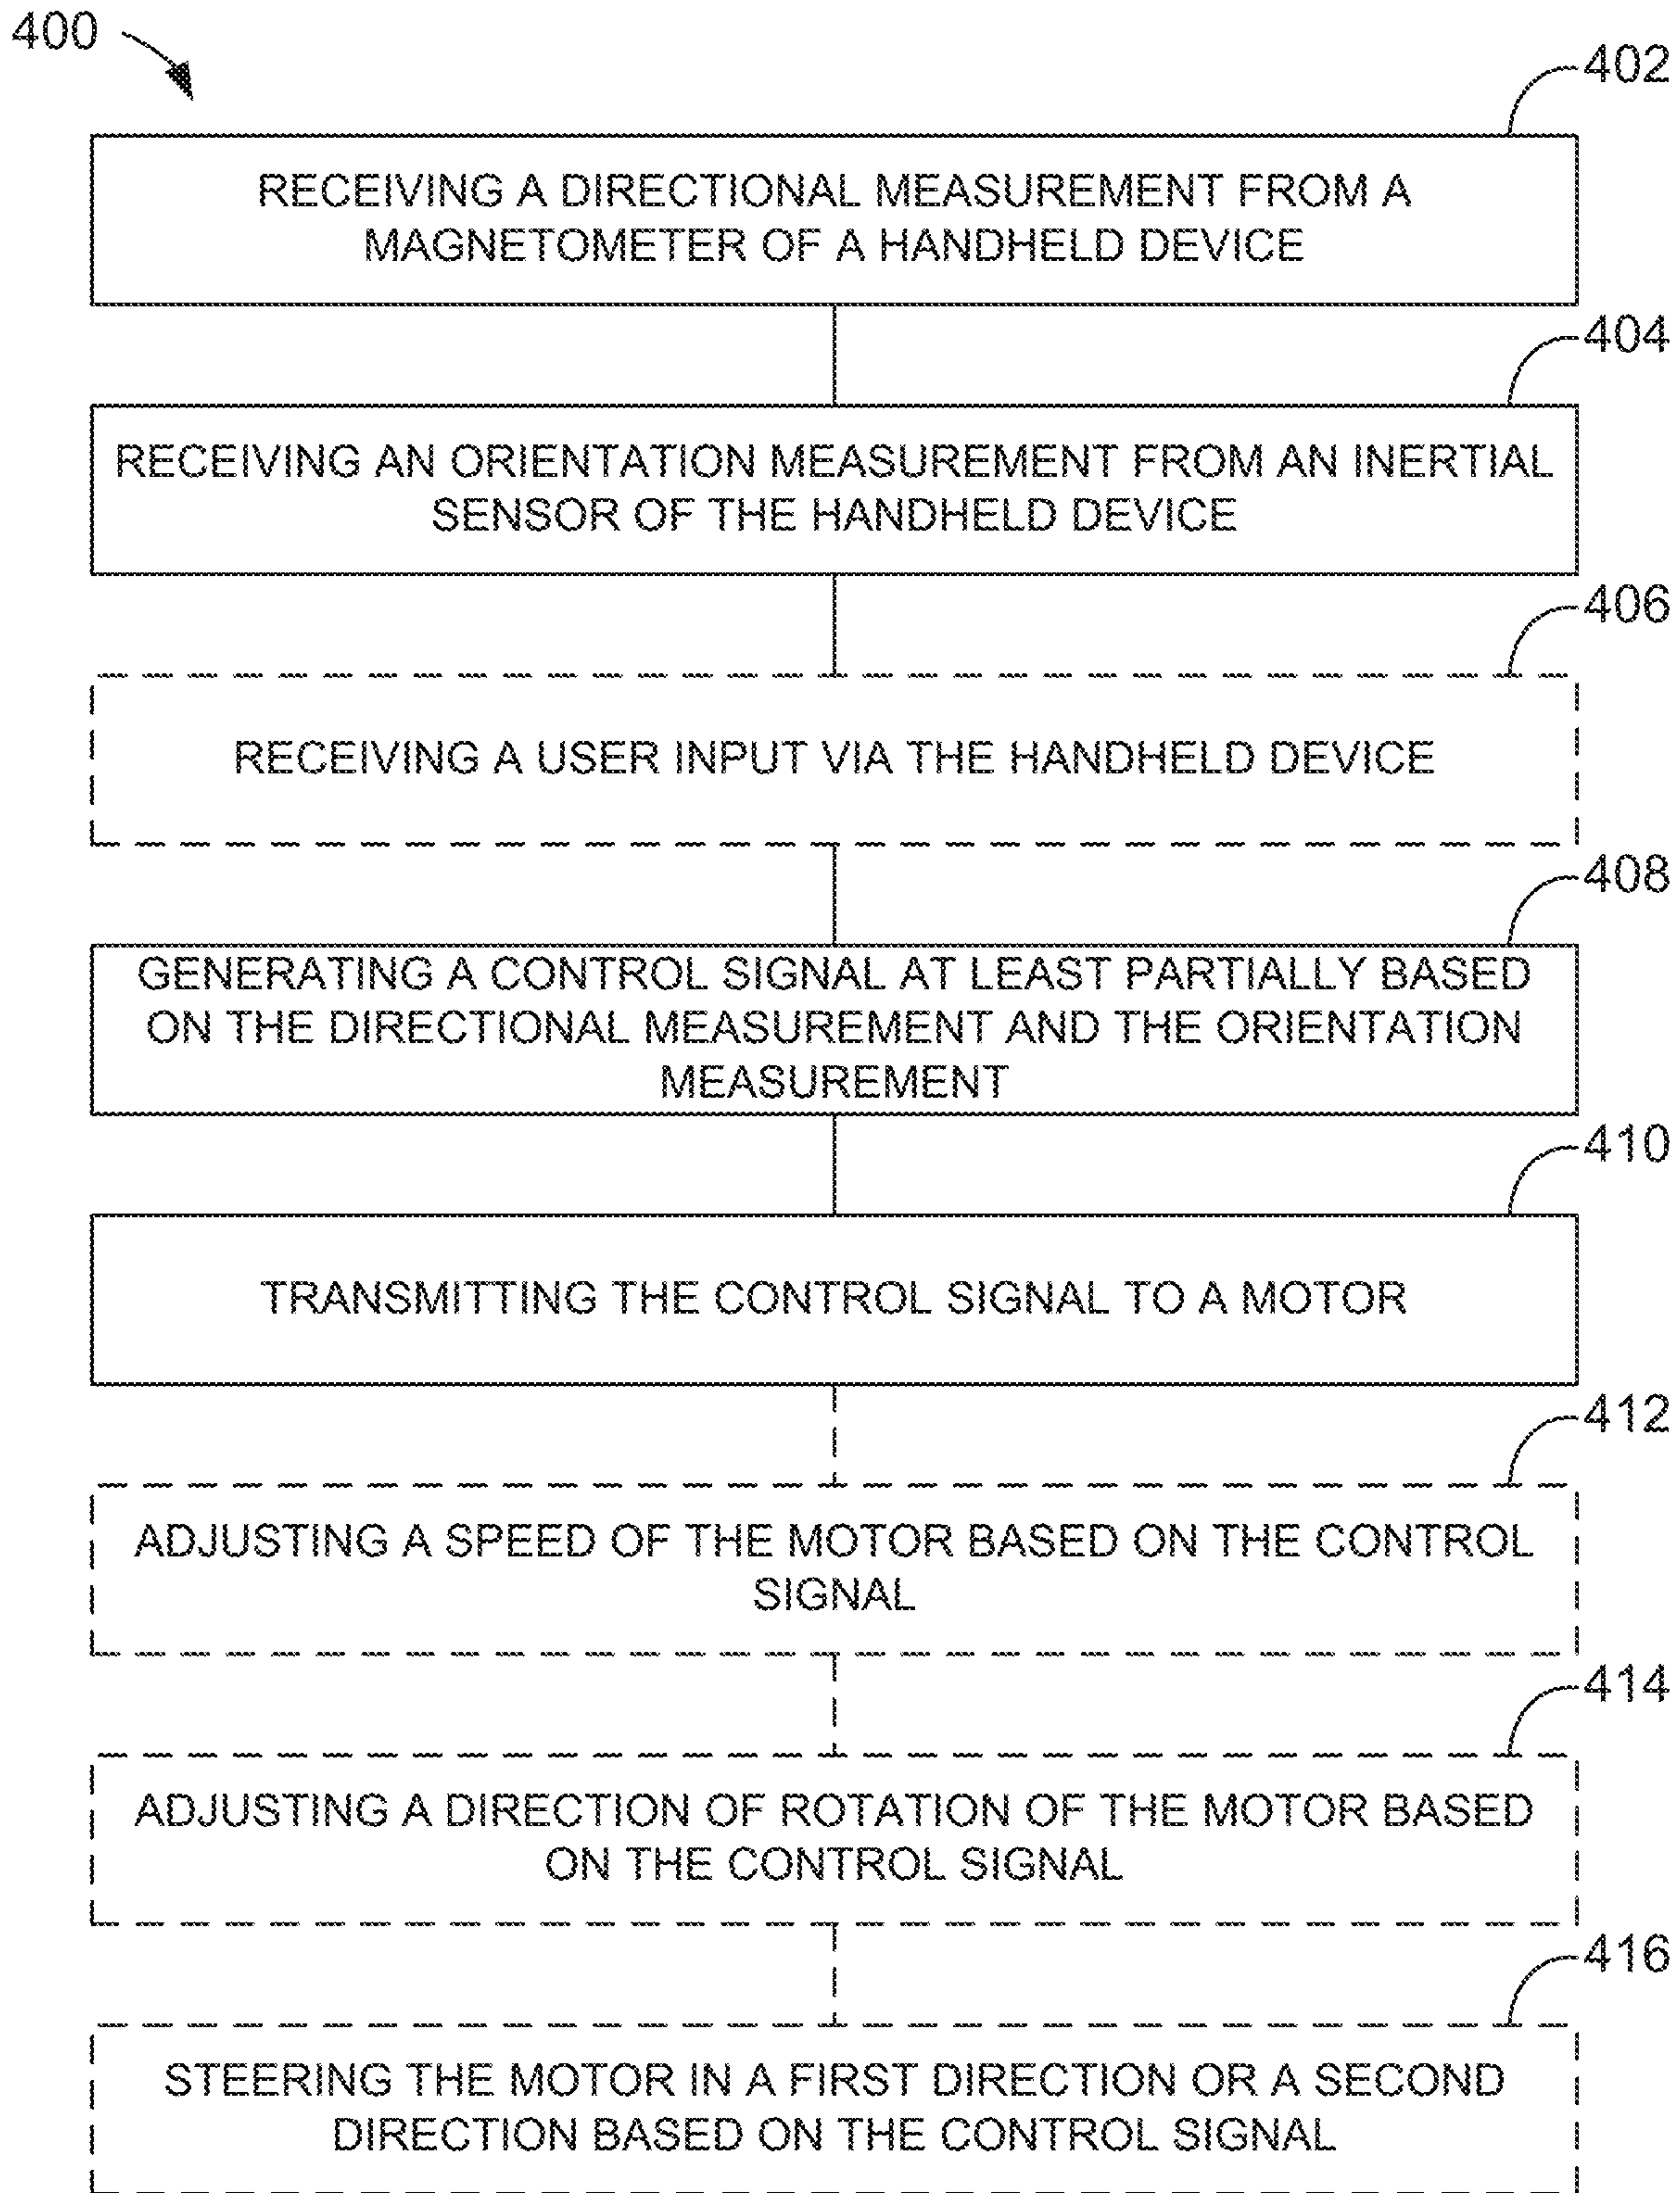 400
402
RECEIVING A DIRECTIONAL MEASUREMENT FROM A
MAGNETOMETER OF A HANDHELD DEVICE
404
RECEIVING AN ORIENTATION MEASUREMENT FROM AN INERTIAL
SENSOR OF THE HANDHELD DEVICE
406
RECEIVING A USER INPUT VIA THE HANDHELD DEVICE
408
GENERATING A CONTROL SIGNAL AT LEAST PARTIALLY BASED
ON THE DIRECTIONAL MEASUREMENT AND THE ORIENTATION
MEASUREMENT
410
TRANSMITTING THE CONTROL SIGNAL TO A MOTOR
412
ADJUSTING A SPEED OF THE MOTOR BASED ON THE CONTROL
SIGNAL
414
ADJUSTING A DIRECTION OF ROTATION OF THE MOTOR BASED
ON THE CONTROL SIGNAL
416
STEERING THE MOTOR IN A FIRST DIRECTION OR A SECOND
DIRECTION BASED ON THE CONTROL SIGNAL